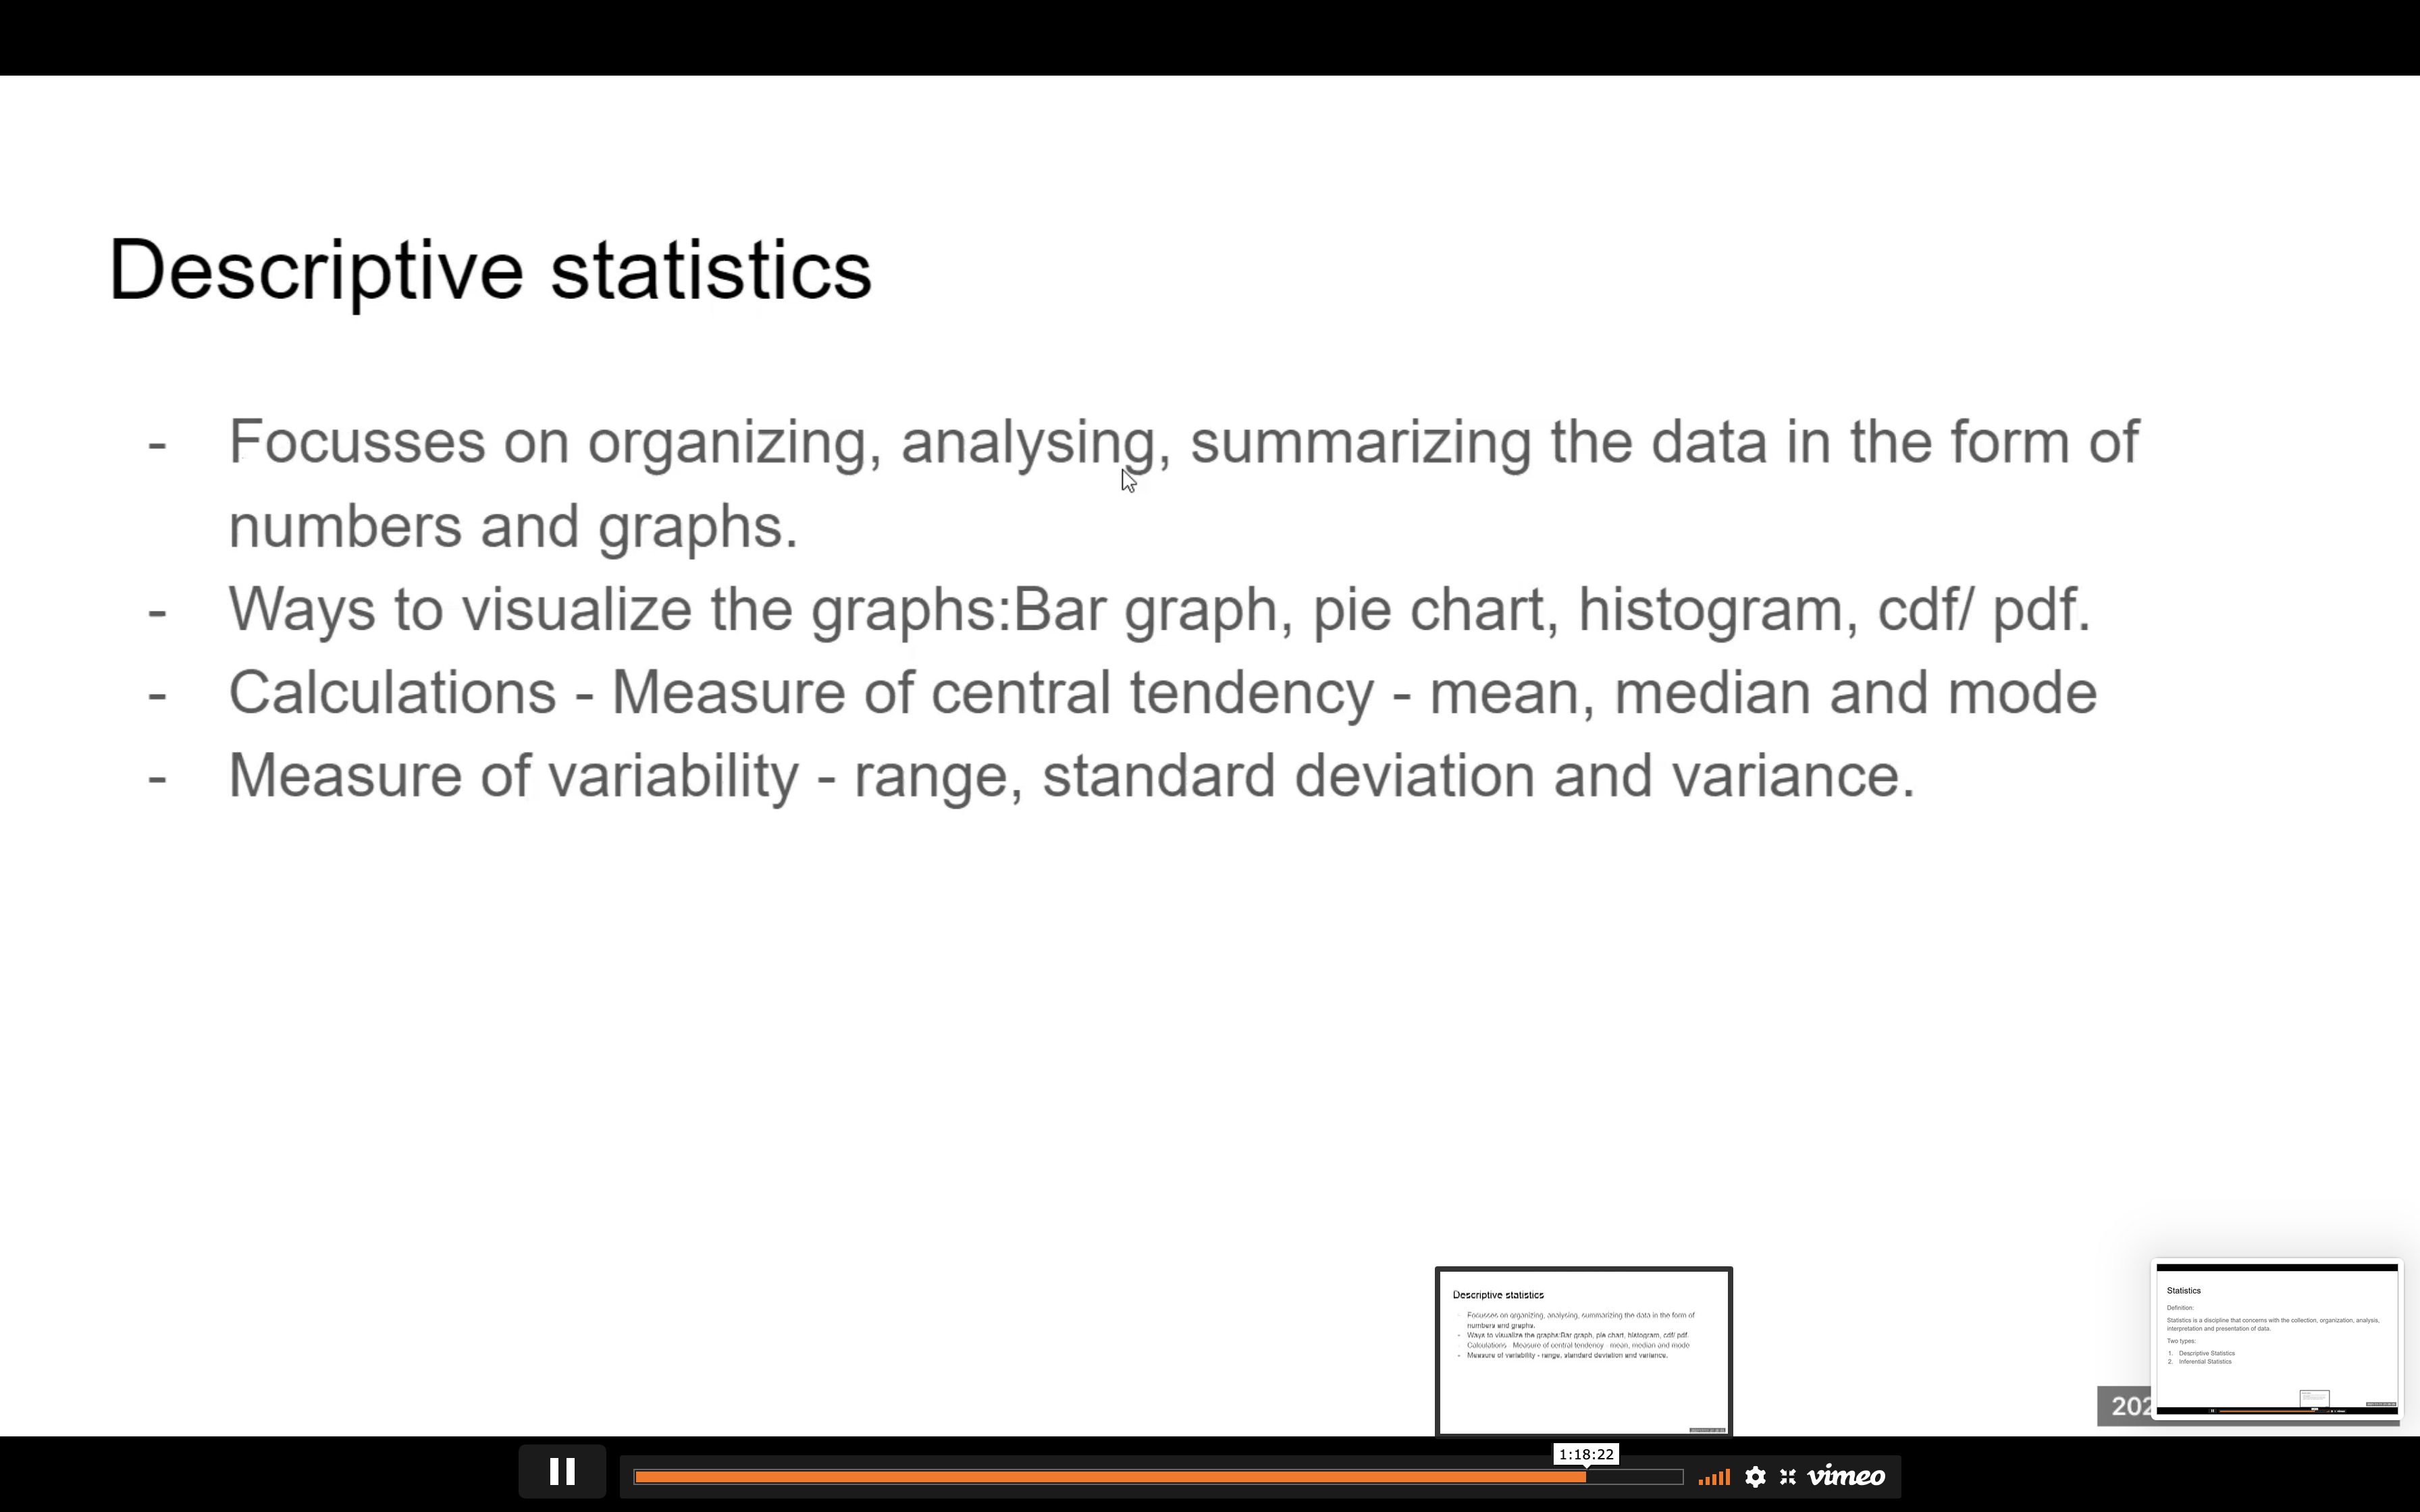 Descriptive statistics
- Focusses on organizing, analysing, summarizing the data in the form of
numbers and graphs.
- Ways to visualize the graphs:Bar graph, pie chart, histogram, cdf/ pdf.
- Calculations - Measure of central tendency - mean, median and mode
- Measure of variability - range, standard deviation and variance.
Descriptive statistics
- Focusses on organizing, analysing, summarizing the data in the form of
numbers and graphs.
- Ways to visualize the graphs:Bar graph, pie chart, histogram, cdf/ pdf.
- Calculations - Measure of central tendency - mean, median and mode
- Measure of variability - range, standard deviation and variance.
Statistics
Definition:
Statistics is a discipline that concerns with the collection, organization, analysis,
interpretation and presentation of data.
Two types:
1. Descriptive Statistics
2. Inferential Statistics
202
1:18:22
vimeo